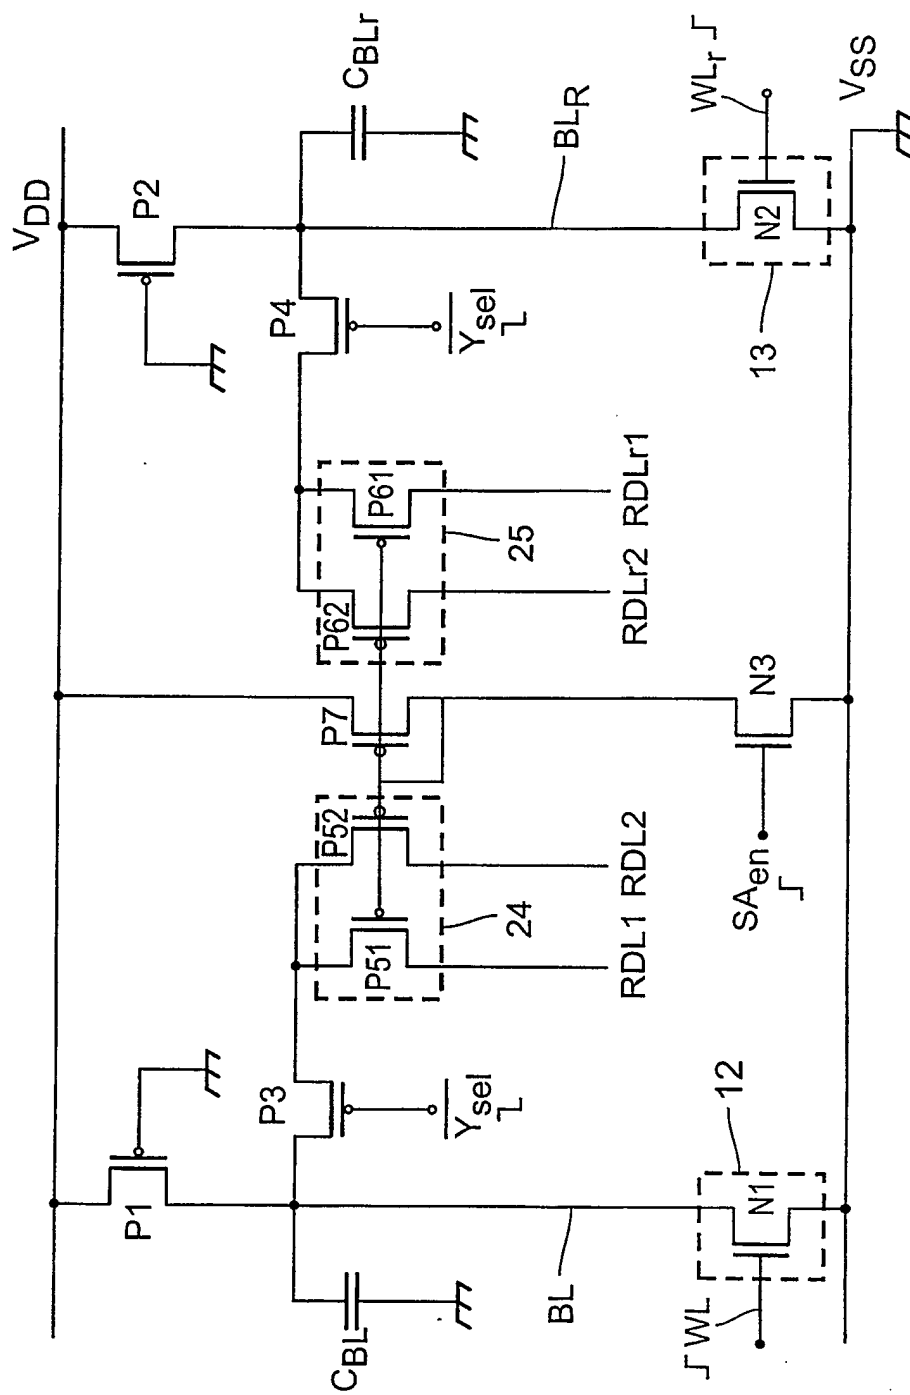 V_DD
P1
P2
C_BL
C_BLr
P3
P4
Y_sel
Y_sel
P51
P52
P7
P62
P61
24
25
RDL1
RDL2
RDLr2
RDLr1
BL
BL_R
SA_en
N3
WL
N1
12
13
N2
WL_r
V_SS